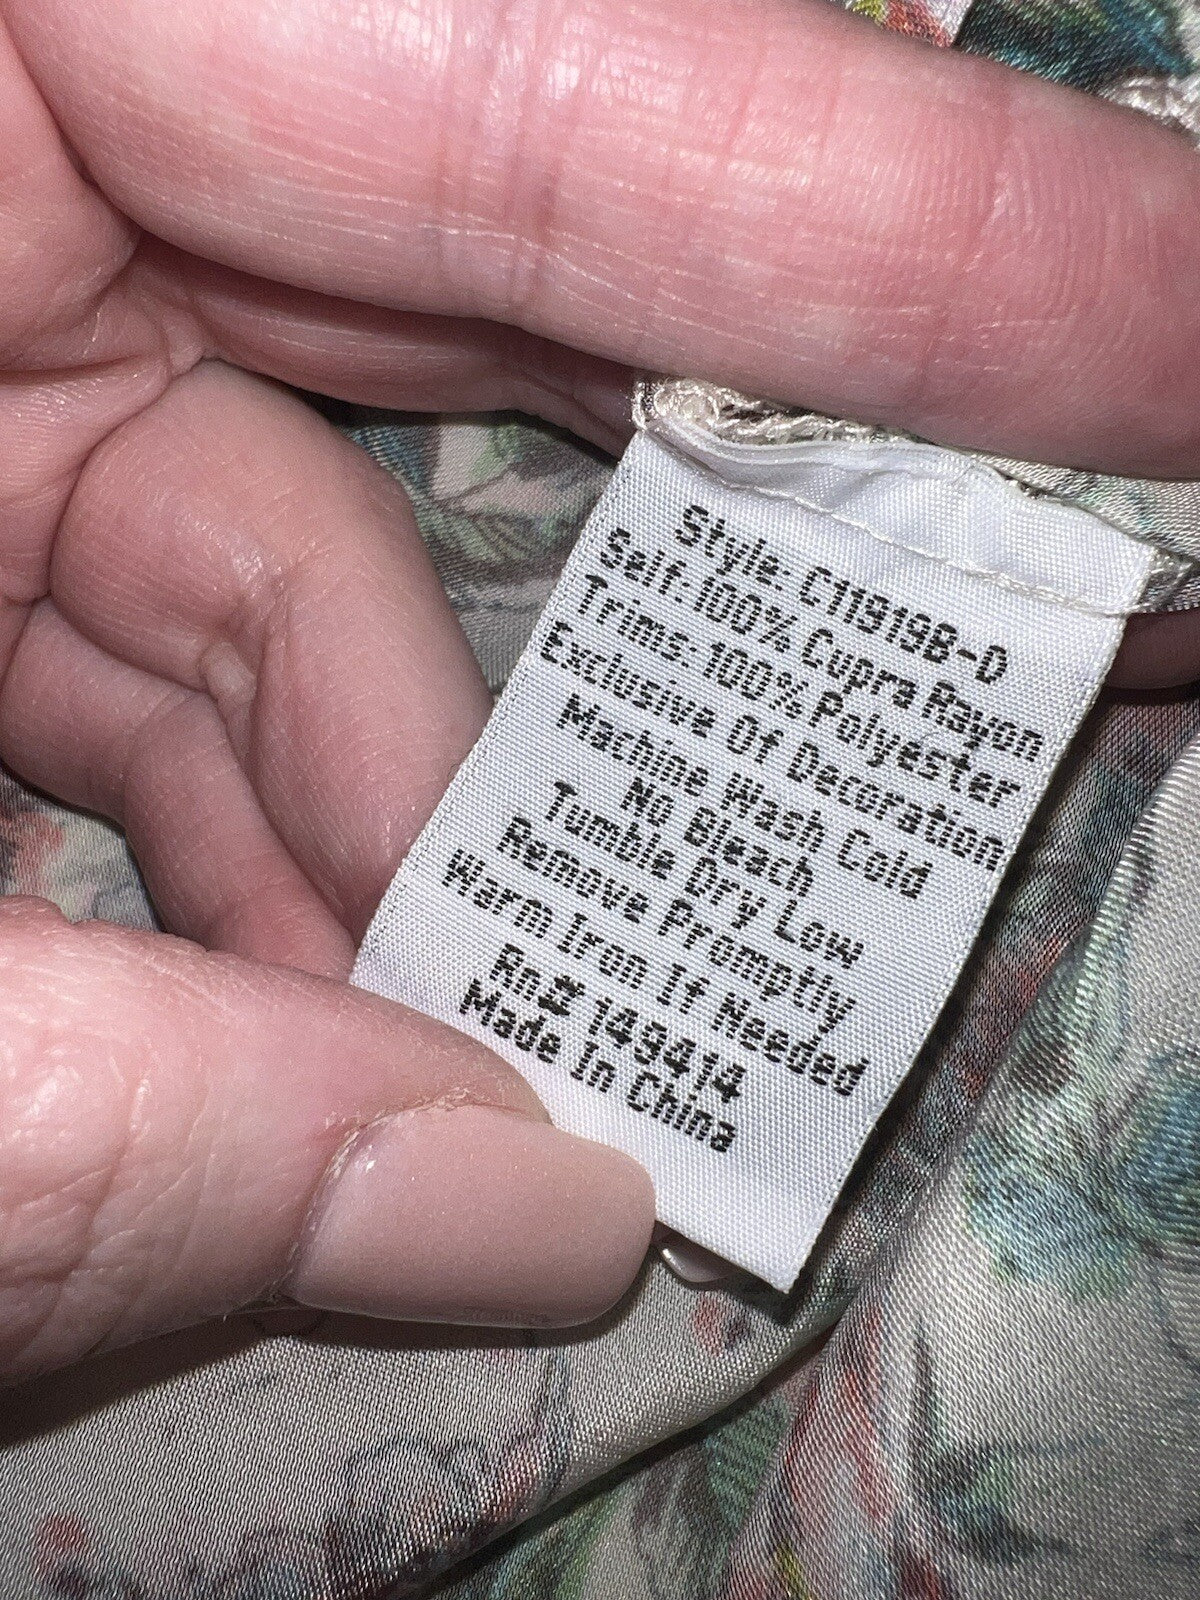 Style: C11919B-D
Self: 100% Cupra Rayon
Trims: 100% Polyester
Exclusive Of Decoration
Machine Wash Cold
No Bleach
Tumble Dry Low
Remove Promptly
Warm Iron If Needed
Rn# 149414
Made In China